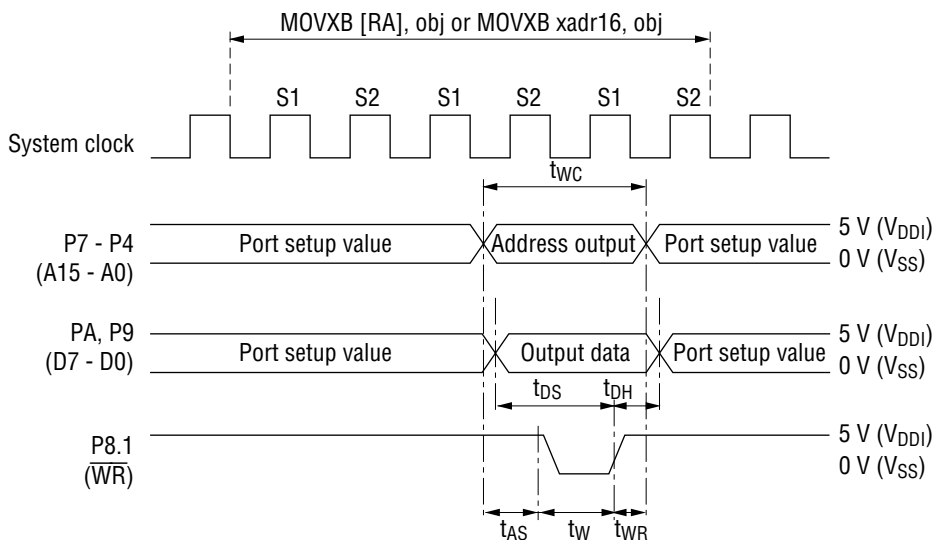 MOVXB [RA], obj or MOVXB xadr16, obj
S1 S2 S1 S2 S1 S2
System clock
tWC
P7 - P4
(A15 - A0)
Port setup value
Address output
Port setup value
5 V (VDDI)
0 V (VSS)
PA, P9
(D7 - D0)
Port setup value
Output data
Port setup value
5 V (VDDI)
0 V (VSS)
tDS
tDH
P8.1
(WR)
5 V (VDDI)
0 V (VSS)
tAS
tW
tWR